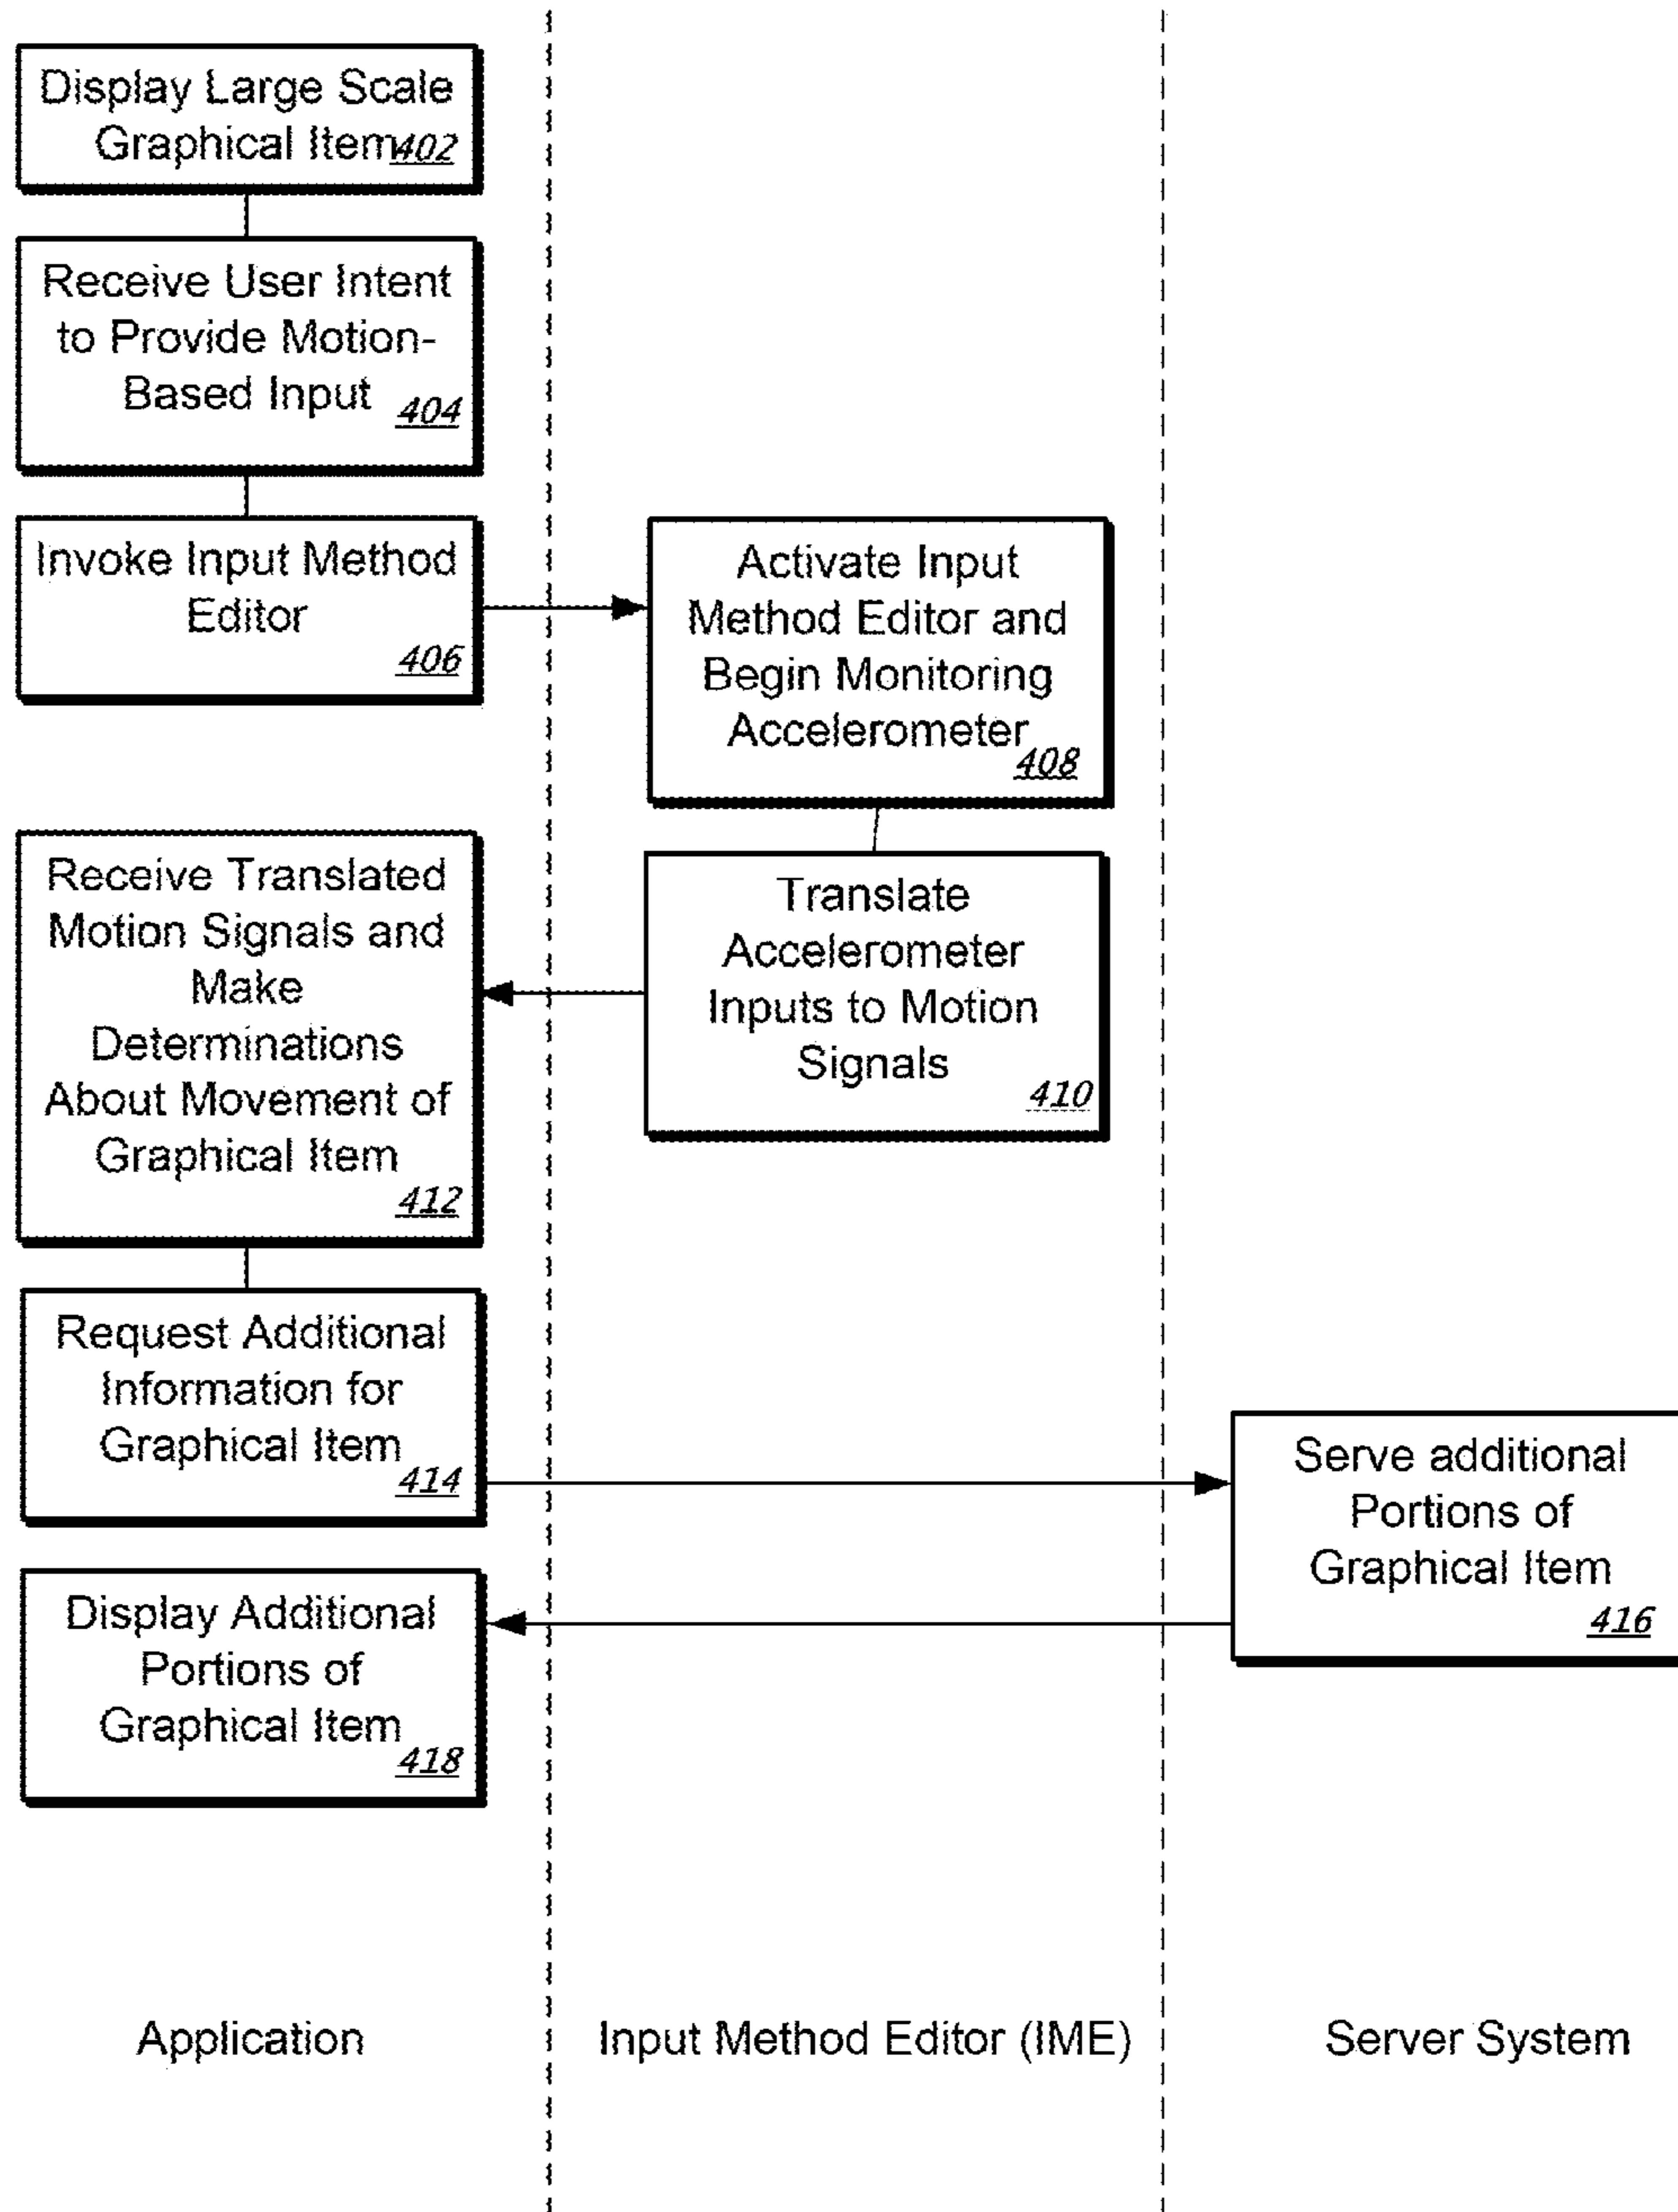 Display Large Scale
Graphical Item 402
Receive User Intent
to Provide Motion-
Based Input 404
Invoke Input Method
Editor
406
Activate Input
Method Editor and
Begin Monitoring
Accelerometer
408
Receive Translated
Motion Signals and
Make
Determinations
About Movement of
Graphical Item
412
Translate
Accelerometer
Inputs to Motion
Signals
410
Request Additional
Information for
Graphical Item
414
Serve additional
Portions of
Graphical Item
416
Display Additional
Portions of
Graphical Item
418
Application
Input Method Editor (IME)
Server System